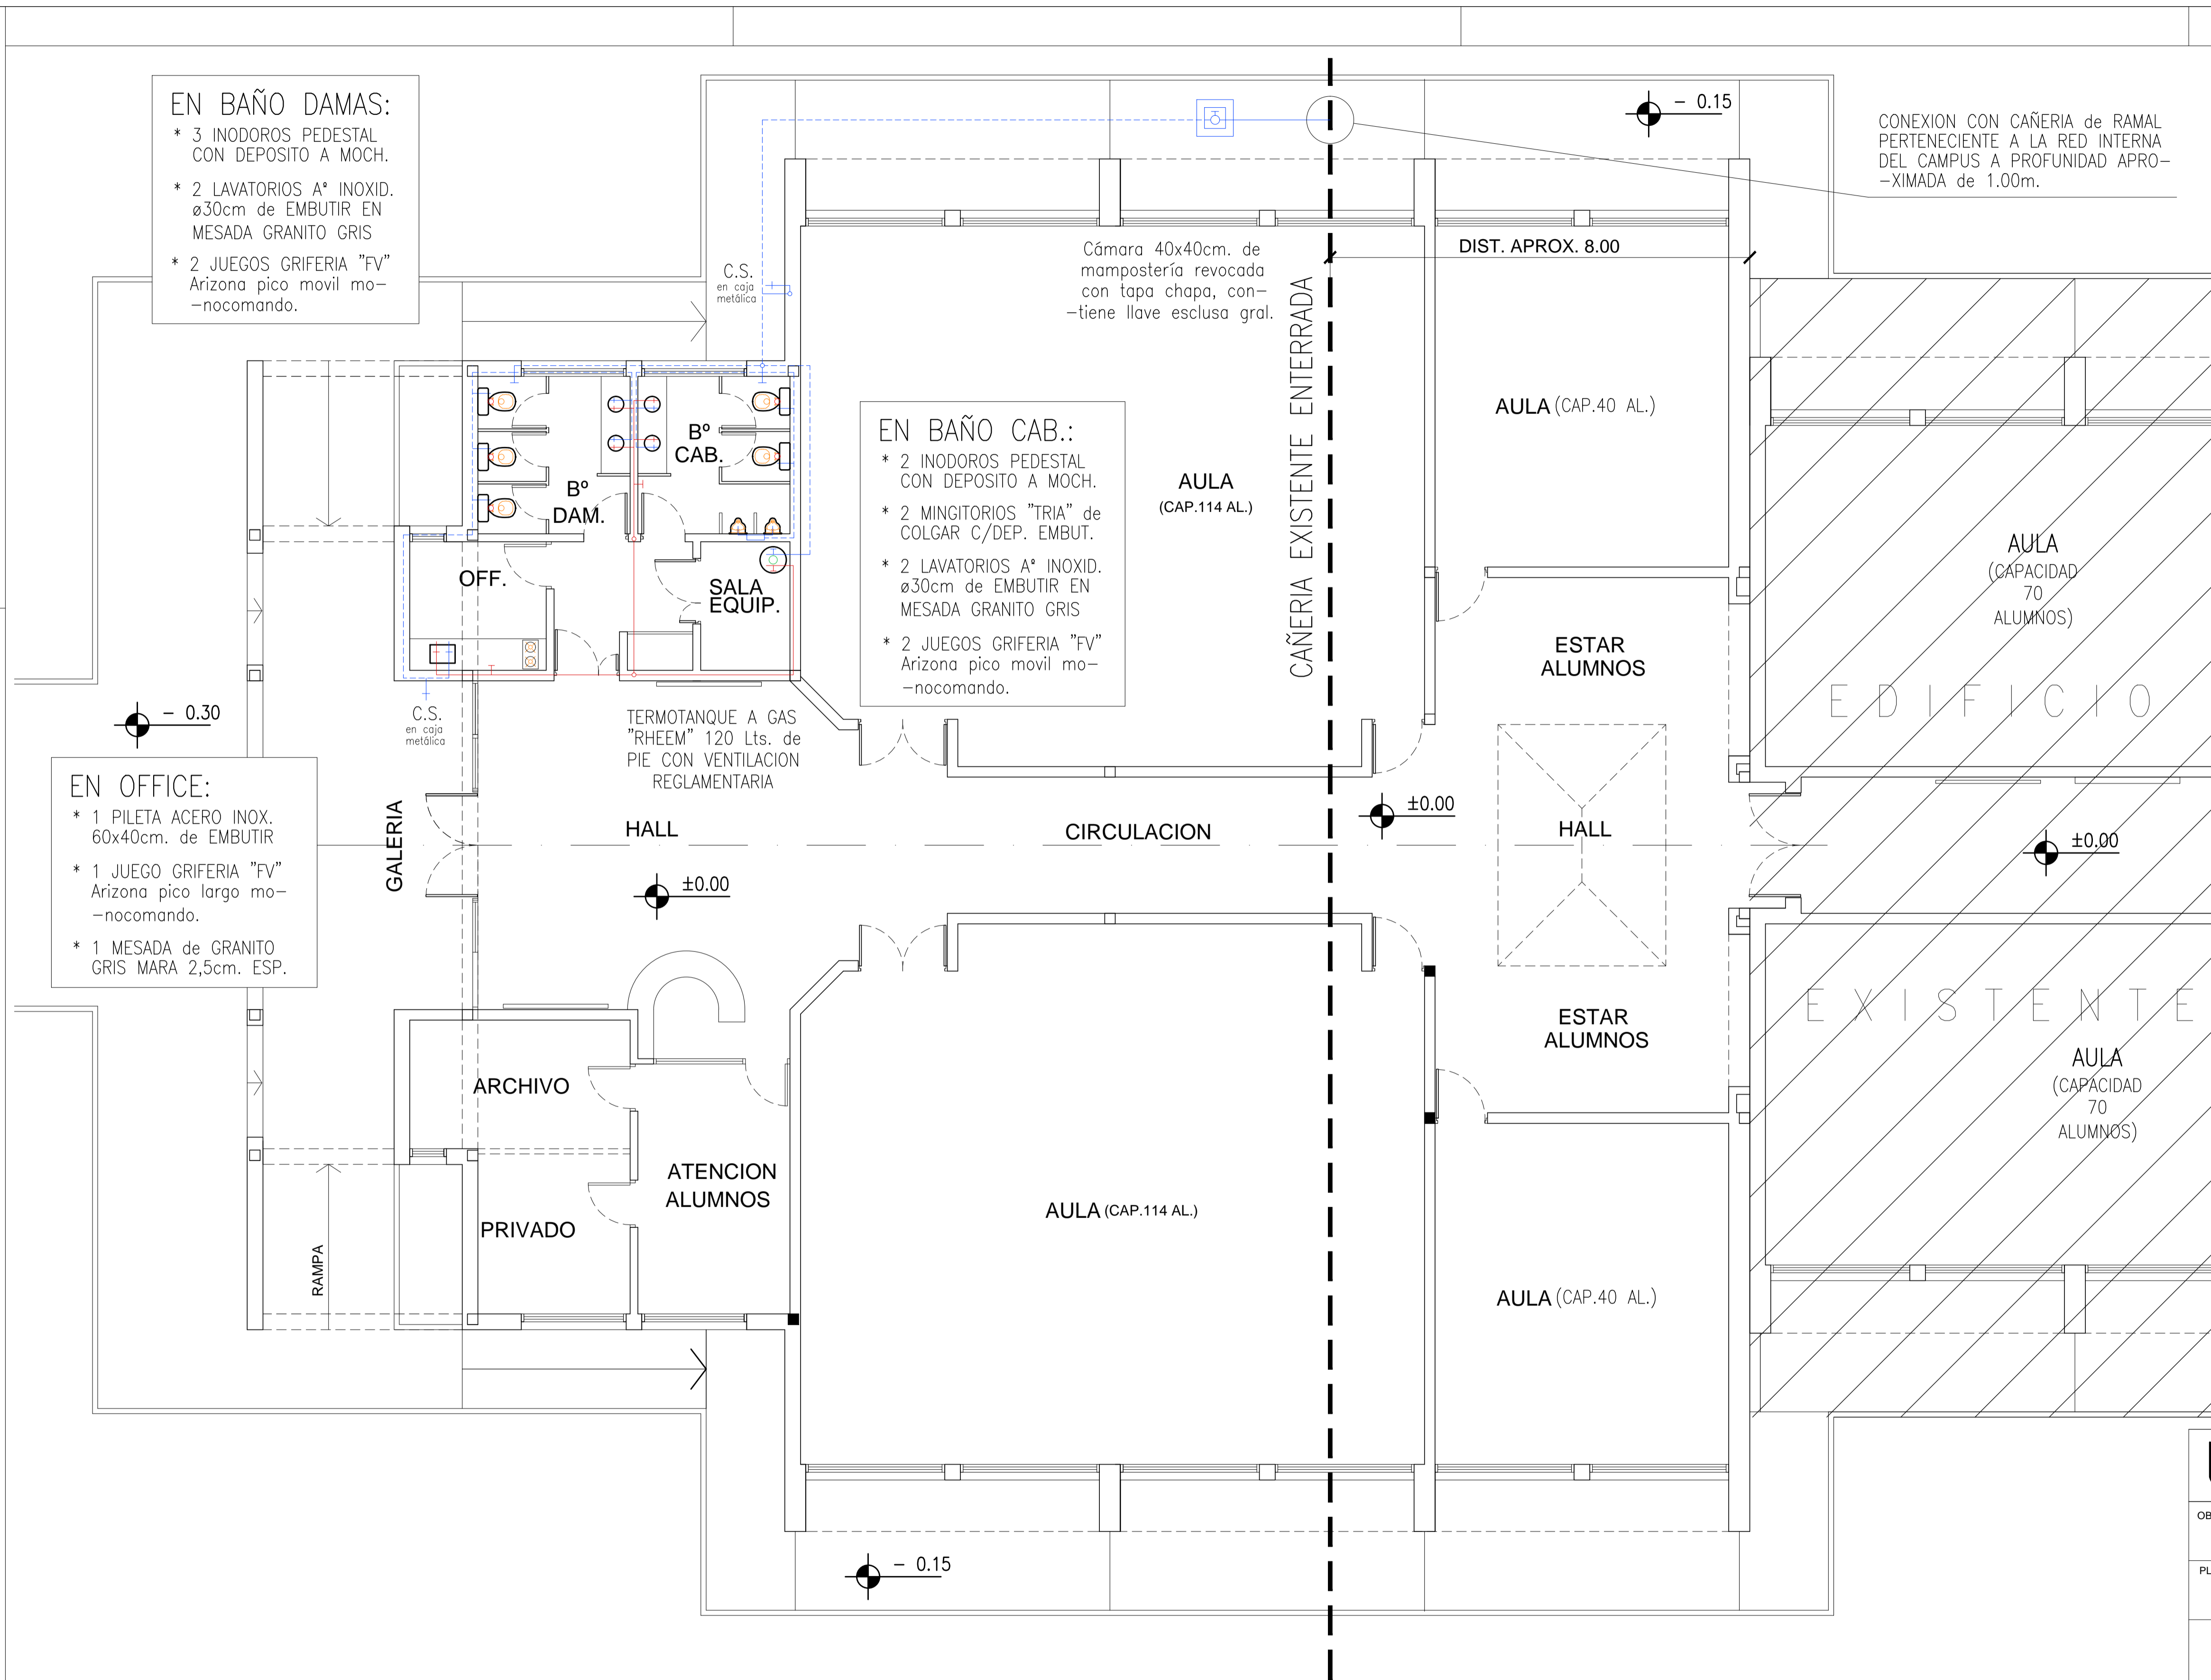 EN BAÑO DAMAS:
* 3 INODOROS PEDESTAL
CON DEPOSITO A MOCH.
* 2 LAVATORIOS Aº INOXID.
ø30cm de EMBUTIR EN
MESADA GRANITO GRIS
* 2 JUEGOS GRIFERIA "FV"
Arizona pico movil mo-
-nocomando.
- 0.15
CONEXION CON CAÑERIA de RAMAL
PERTENECIENTE A LA RED INTERNA
DEL CAMPUS A PROFUNIDAD APRO-
-XIMADA de 1.00m.
C.S.
en caja
metálica
Cámara 40x40cm. de
mampostería revocada
con tapa chapa, con-
-tiene llave esclusa gral.
DIST. APROX. 8.00
CAÑERIA EXISTENTE ENTERRADA
Bº
CAB.
Bº
DAM.
OFF.
SALA
EQUIP.
EN BAÑO CAB.:
* 2 INODOROS PEDESTAL
CON DEPOSITO A MOCH.
* 2 MINGITORIOS "TRIA" de
COLGAR C/DEP. EMBUT.
* 2 LAVATORIOS Aº INOXID.
ø30cm de EMBUTIR EN
MESADA GRANITO GRIS
* 2 JUEGOS GRIFERIA "FV"
Arizona pico movil mo-
-nocomando.
AULA
(CAP.114 AL.)
AULA (CAP.40 AL.)
AULA
(CAPACIDAD
70
ALUMNOS)
ESTAR
ALUMNOS
EDIFICIO
- 0.30
C.S.
en caja
metálica
TERMOTANQUE A GAS
"RHEEM" 120 Lts. de
PIE CON VENTILACION
REGLAMENTARIA
EN OFFICE:
* 1 PILETA ACERO INOX.
60x40cm. de EMBUTIR
* 1 JUEGO GRIFERIA "FV"
Arizona pico largo mo-
-nocomando.
* 1 MESADA de GRANITO
GRIS MARA 2,5cm. ESP.
GALERIA
HALL
±0.00
CIRCULACION
±0.00
HALL
±0.00
EXISTENTE
ESTAR
ALUMNOS
AULA
(CAPACIDAD
70
ALUMNOS)
ARCHIVO
ATENCION
ALUMNOS
PRIVADO
RAMPA
AULA (CAP.114 AL.)
AULA (CAP.40 AL.)
- 0.15